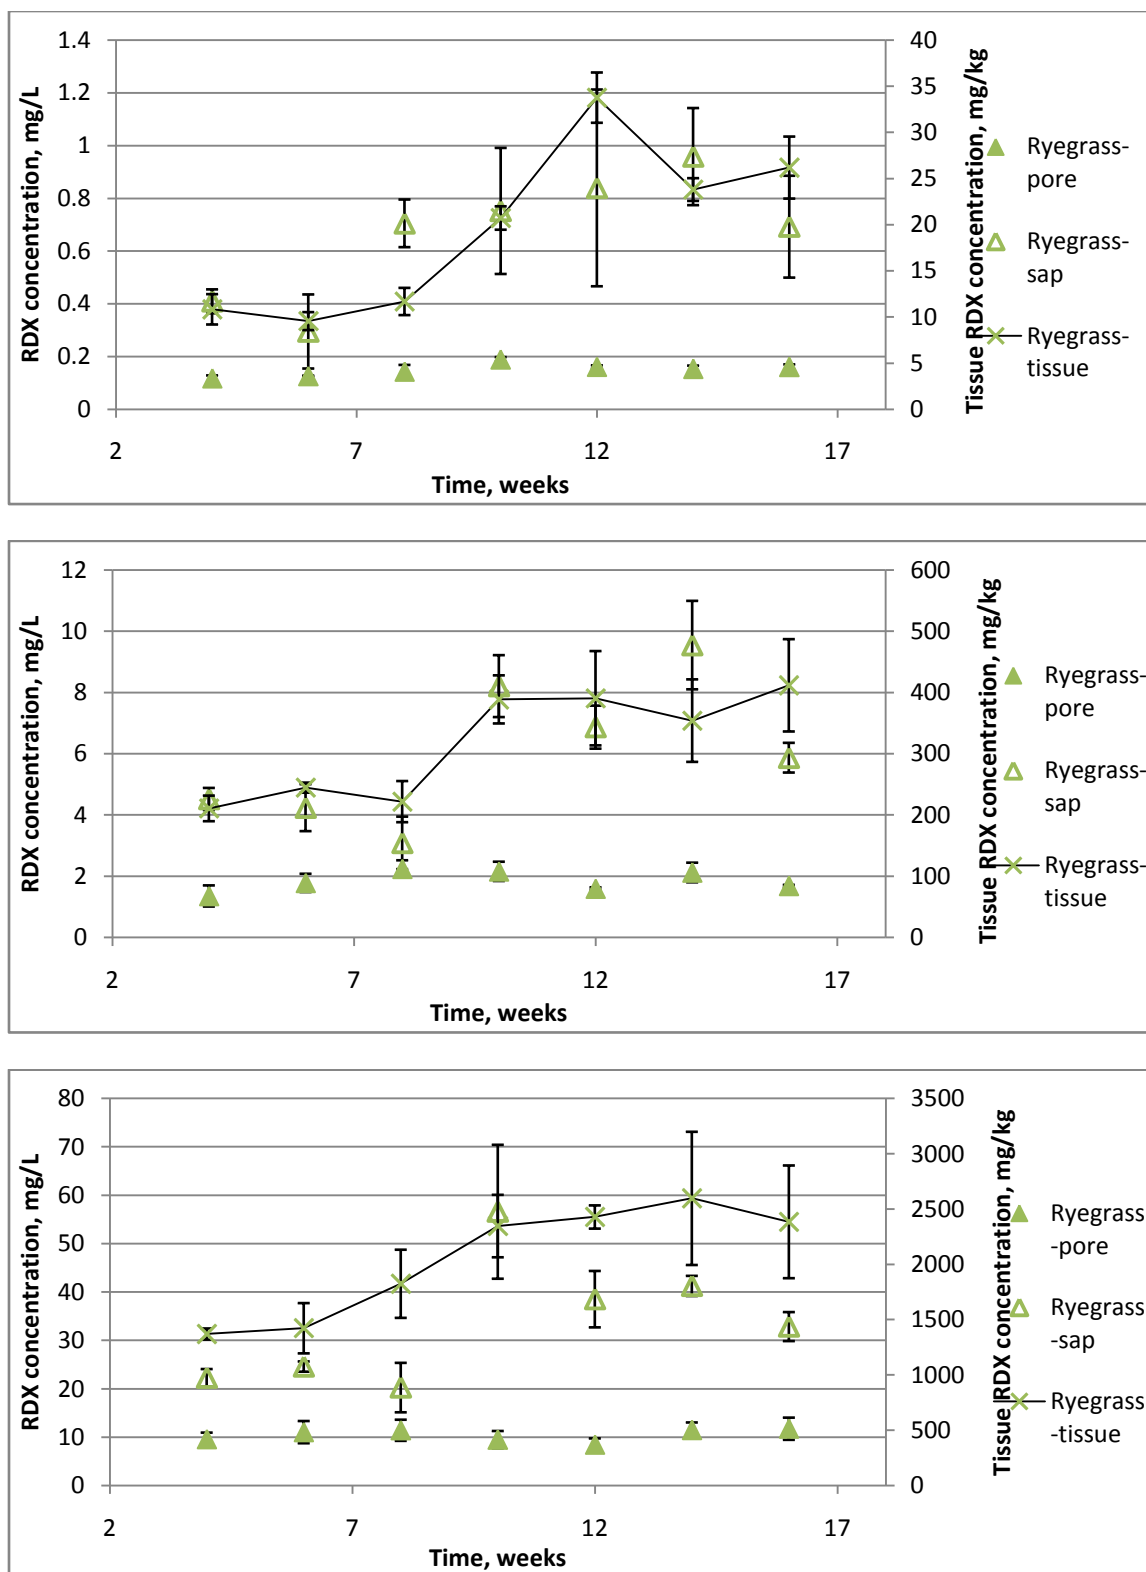 1.4
1.2
1
0.8
0.6
0.4
0.2
0
RDX concentration, mg/L
40
35
30
25
20
15
10
5
0
Tissue RDX concentration, mg/kg
2
7
12
17
Time, weeks
Ryegrass-
pore
Ryegrass-
sap
Ryegrass-
tissue
12
10
8
6
4
2
0
RDX concentration, mg/L
600
500
400
300
200
100
0
Tissue RDX concentration, mg/kg
2
7
12
17
Time, weeks
Ryegrass-
pore
Ryegrass-
sap
Ryegrass-
tissue
80
70
60
50
40
30
20
10
0
RDX concentration, mg/L
3500
3000
2500
2000
1500
1000
500
0
Tissue RDX concentration, mg/kg
2
7
12
17
Time, weeks
Ryegrass
-pore
Ryegrass
-sap
Ryegrass
-tissue